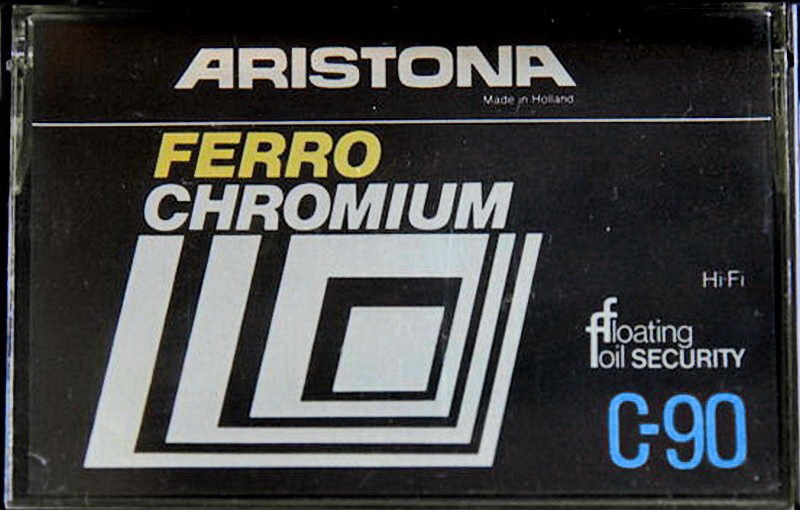 ARISTONA
Made in Holland
FERRO
CHROMIUM
Hi-Fi
floating
foil SECURITY
C-90